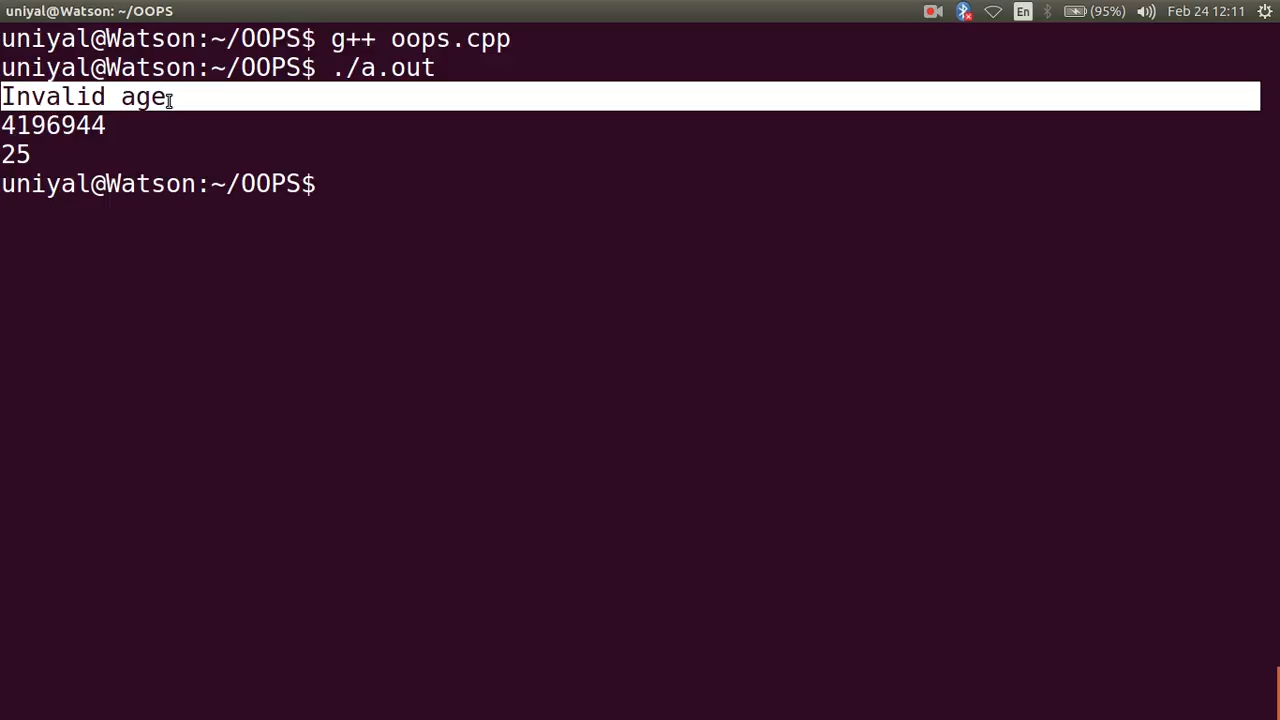 uniyal@Watson: ~/OOPS
En
(95%)
Feb 24 12:11
uniyal@Watson:~/OOPS$ g++ oops.cpp
uniyal@Watson:~/OOPS$ ./a.out
Invalid age
4196944
25
uniyal@Watson:~/OOPS$